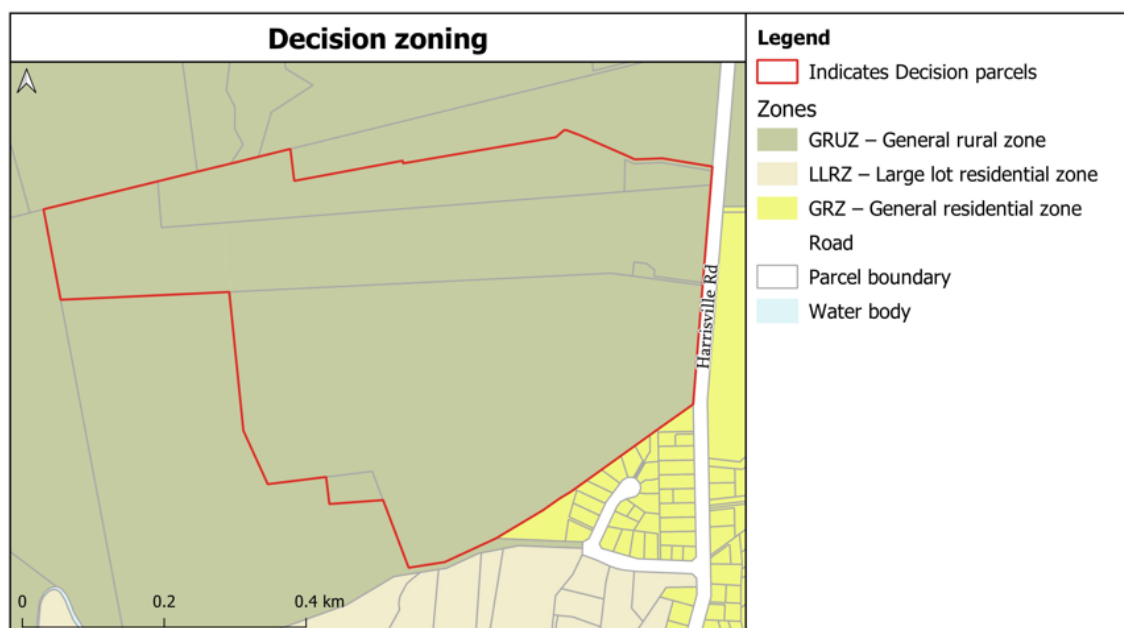 Decision zoning
Harrisville Rd
0 0.2 0.4 km
Legend
Indicates Decision parcels
Zones
GRUZ – General rural zone
LLRZ – Large lot residential zone
GRZ – General residential zone
Road
Parcel boundary
Water body